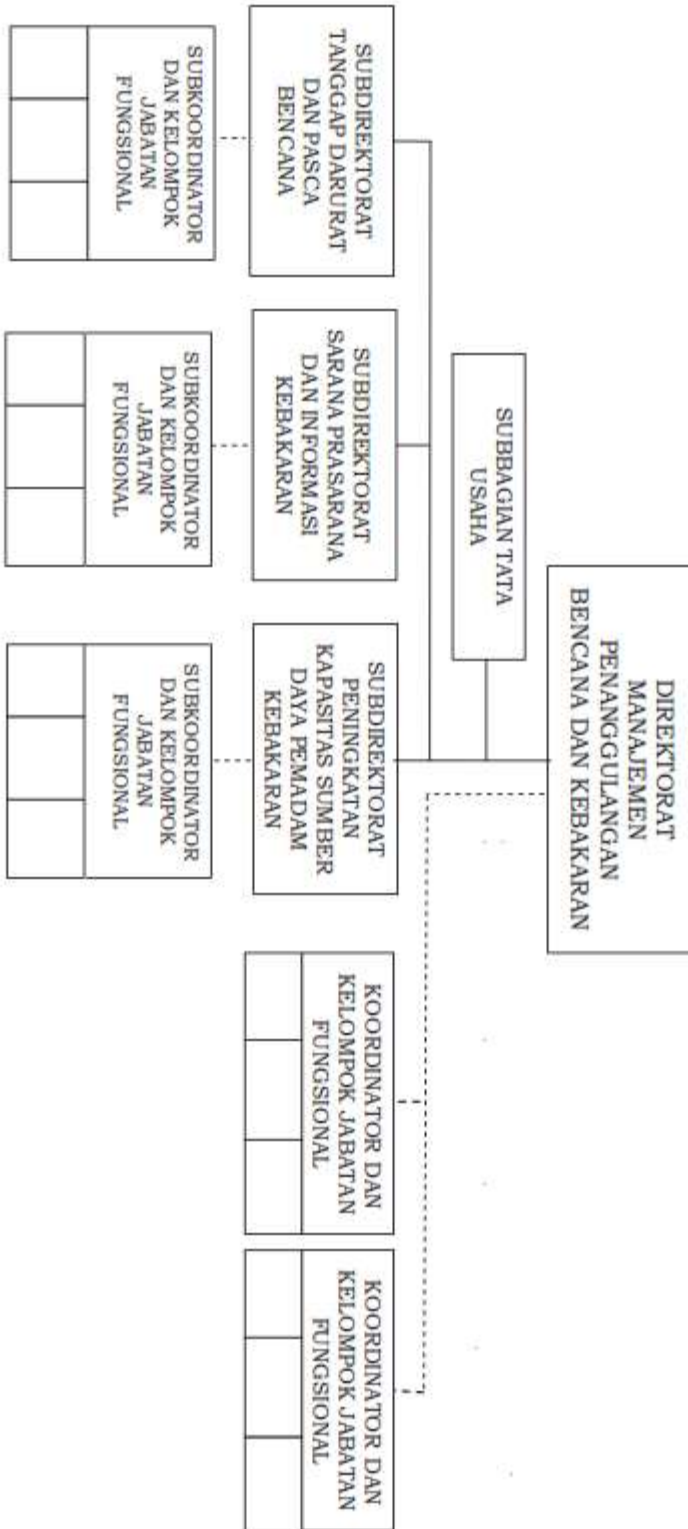 DIREKTORAT
MANAJEMEN
PENANGGULANGAN
BENCANA DAN KEBAKARAN
SUBBAGIAN TATA
USAHA
SUBDIREKTORAT
TANGGAP DARURAT
DAN PASCA
BENCANA
SUBDIREKTORAT
SARANA PRASARANA
DAN INFORMASI
KEBAKARAN
SUBDIREKTORAT
PENINGKATAN
KAPASITAS SUMBER
DAYA PEMADAM
KEBAKARAN
KOORDINATOR DAN
KELOMPOK JABATAN
FUNGSIONAL
KOORDINATOR DAN
KELOMPOK JABATAN
FUNGSIONAL
SUBKOORDINATOR
DAN KELOMPOK
JABATAN
FUNGSIONAL
SUBKOORDINATOR
DAN KELOMPOK
JABATAN
FUNGSIONAL
SUBKOORDINATOR
DAN KELOMPOK
JABATAN
FUNGSIONAL